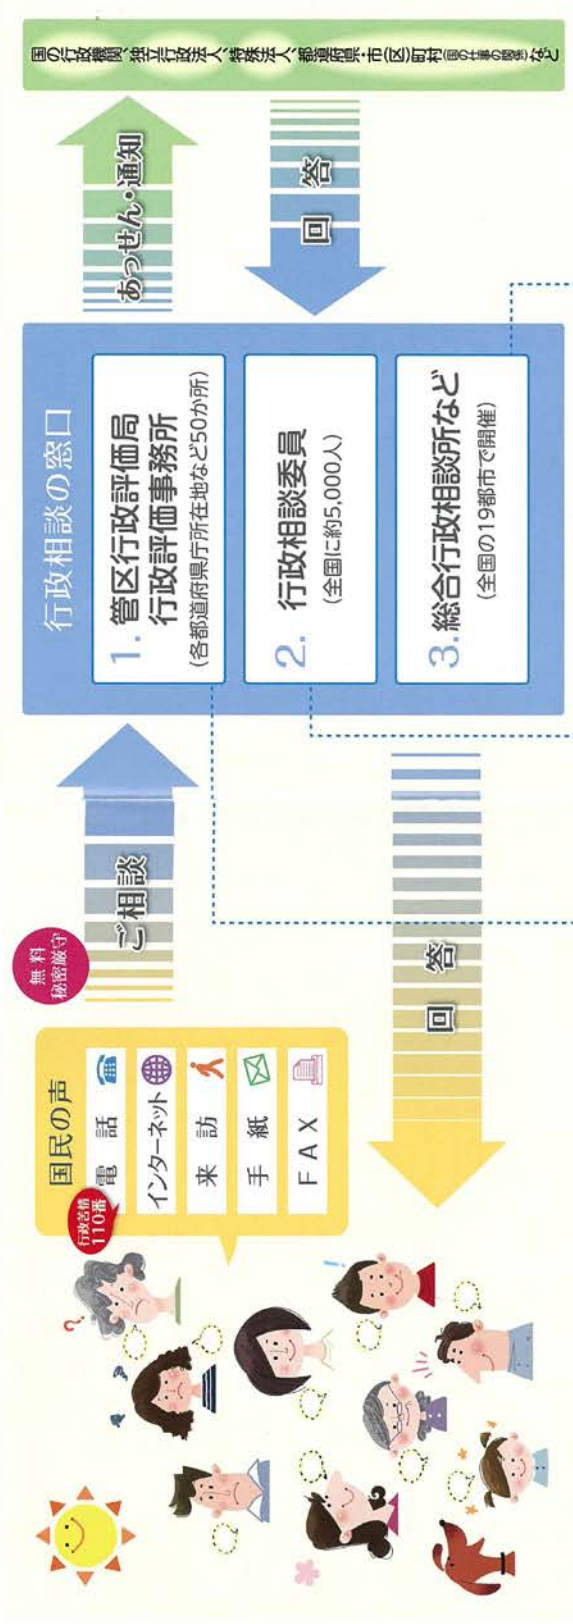 国民の声
行政苦情
110番
電話
インターネット
来訪
手紙
FAX
無料
秘密厳守
ご相談
回答
行政相談の窓口
1. 管区行政評価局
行政評価事務所
(各都道府県庁所在地など50か所)
2. 行政相談委員
(全国に約5,000人)
3. 総合行政相談所など
(全国の19都市で開催)
あっせん・通知
回答
国の行政機関、独立行政法人、特殊法人、都道府県・市(区)町村(国の仕事の関係)など